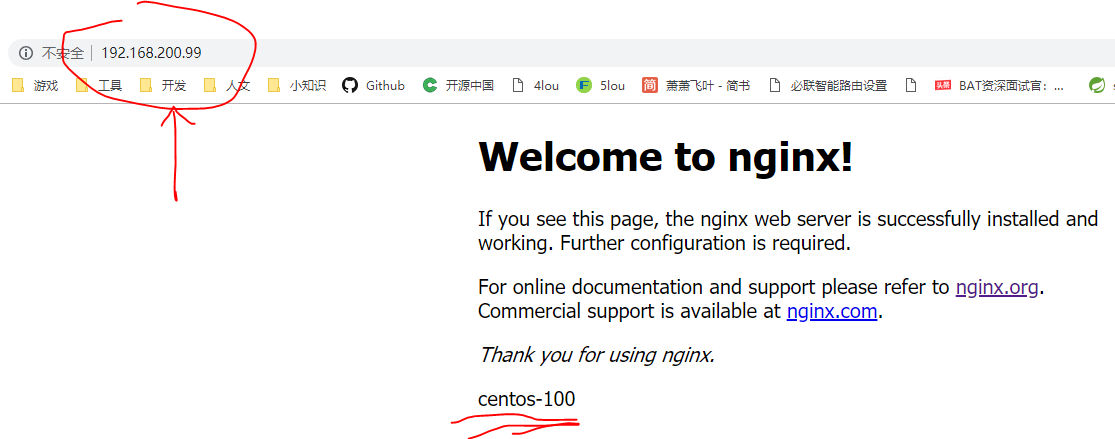 不安全 | 192.168.200.99
游戏 工具 开发 人文 小知识 Github 开源中国 4lou 5lou 简 萧萧飞叶 - 简书 必联智能路由设置 头条 BAT资深面试官：...
Welcome to nginx!
If you see this page, the nginx web server is successfully installed and
working. Further configuration is required.
For online documentation and support please refer to nginx.org.
Commercial support is available at nginx.com.
Thank you for using nginx.
centos-100